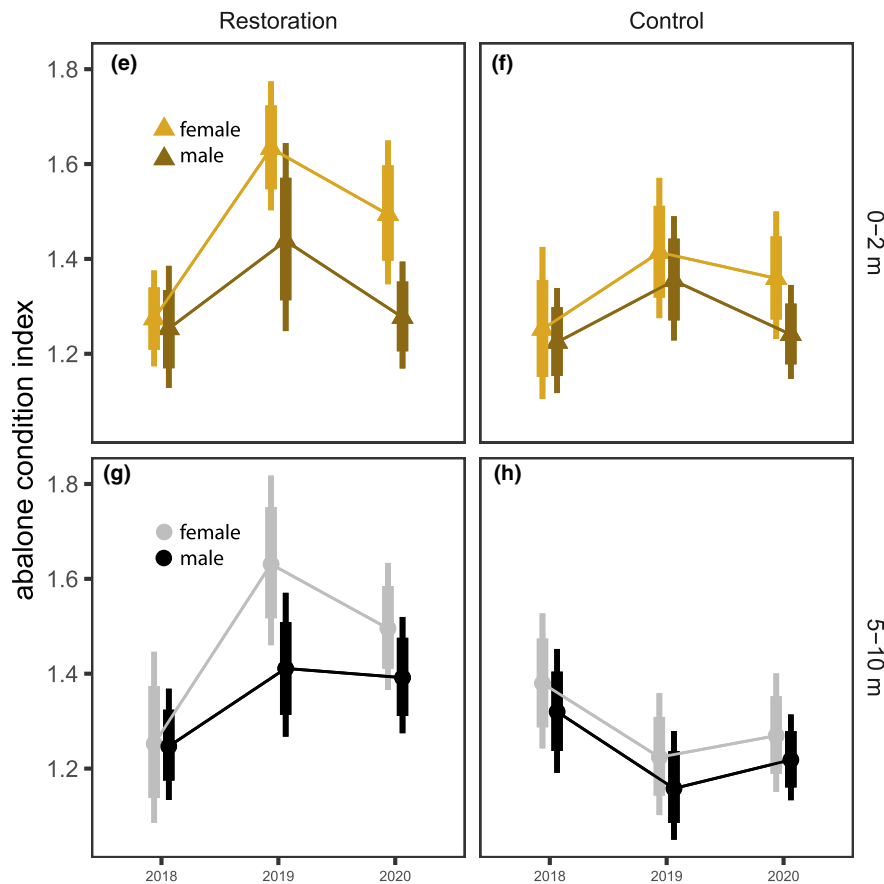 Restoration
Control
(e)
(f)
1.8
1.6
1.4
1.2
female
male
0–2 m
abalone condition index
(g)
(h)
1.8
1.6
1.4
1.2
female
male
5–10 m
2018
2019
2020
2018
2019
2020